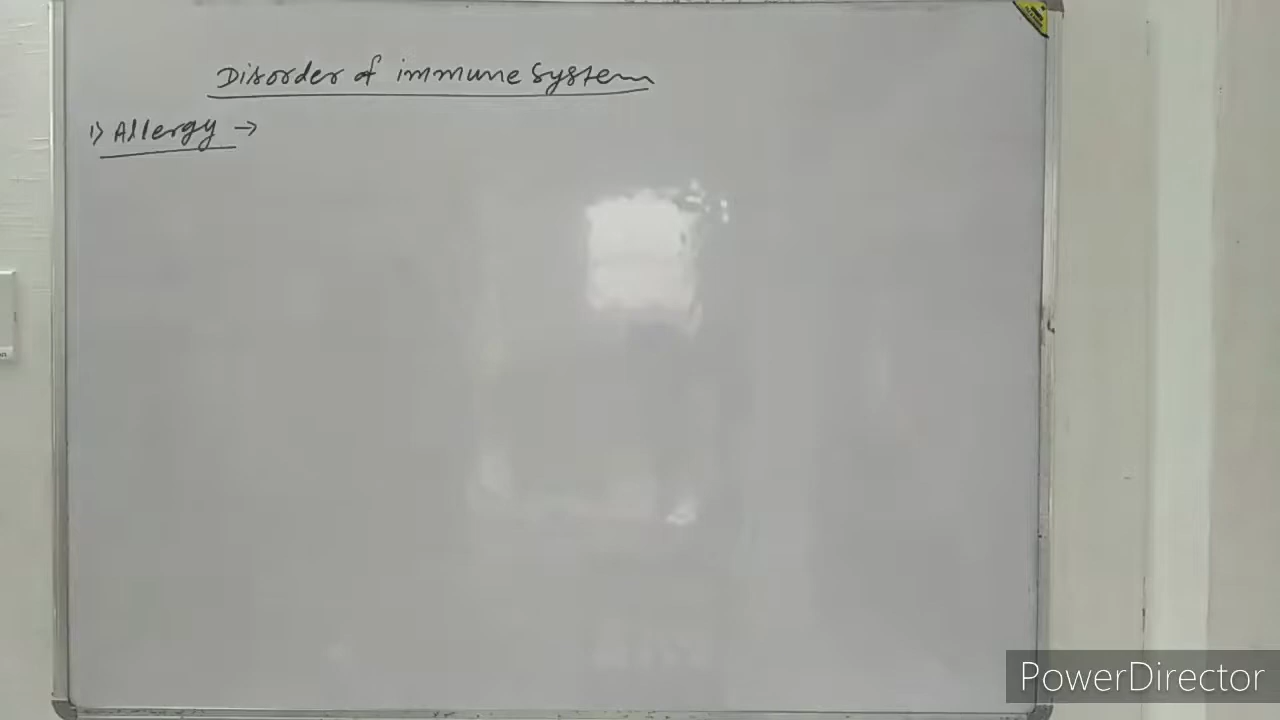 Disorder of immune System
1) Allergy →
PowerDirector